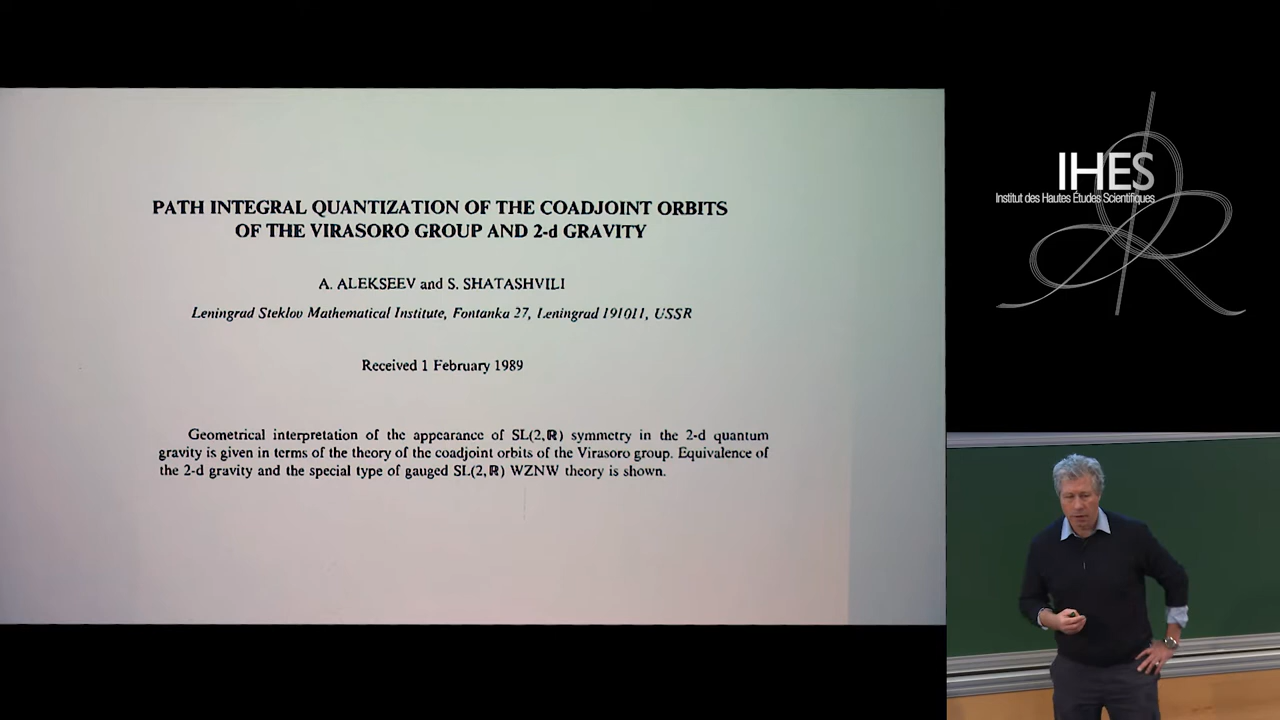 PATH INTEGRAL QUANTIZATION OF THE COADJOINT ORBITS
OF THE VIRASORO GROUP AND 2-d GRAVITY
A. ALEKSEEV and S. SHATASHVILI
Leningrad Steklov Mathematical Institute, Fontanka 27, Leningrad 191011, USSR
Received 1 February 1989
Geometrical interpretation of the appearance of SL(2,ℝ) symmetry in the 2-d quantum
gravity is given in terms of the theory of the coadjoint orbits of the Virasoro group. Equivalence of
the 2-d gravity and the special type of gauged SL(2,ℝ) WZNW theory is shown.
IHES
Institut des Hautes Études Scientifiques